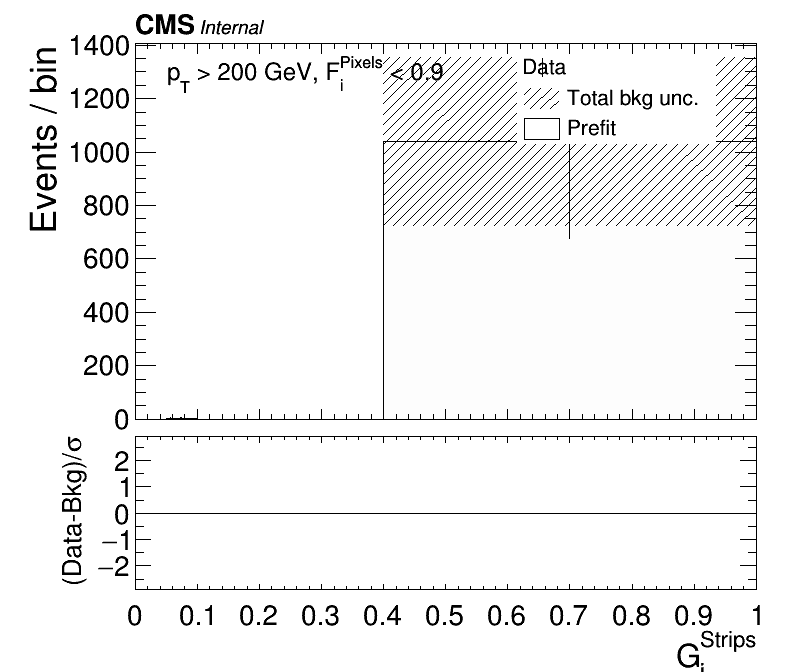 CMS Internal
Events / bin
1400
1200
1000
800
600
400
200
0
p_T > 200 GeV, F_i^Pixels < 0.9
Data
Total bkg unc.
Prefit
(Data-Bkg)/σ
2
1
0
−1
−2
0 0.1 0.2 0.3 0.4 0.5 0.6 0.7 0.8 0.9 1
G_i^Strips